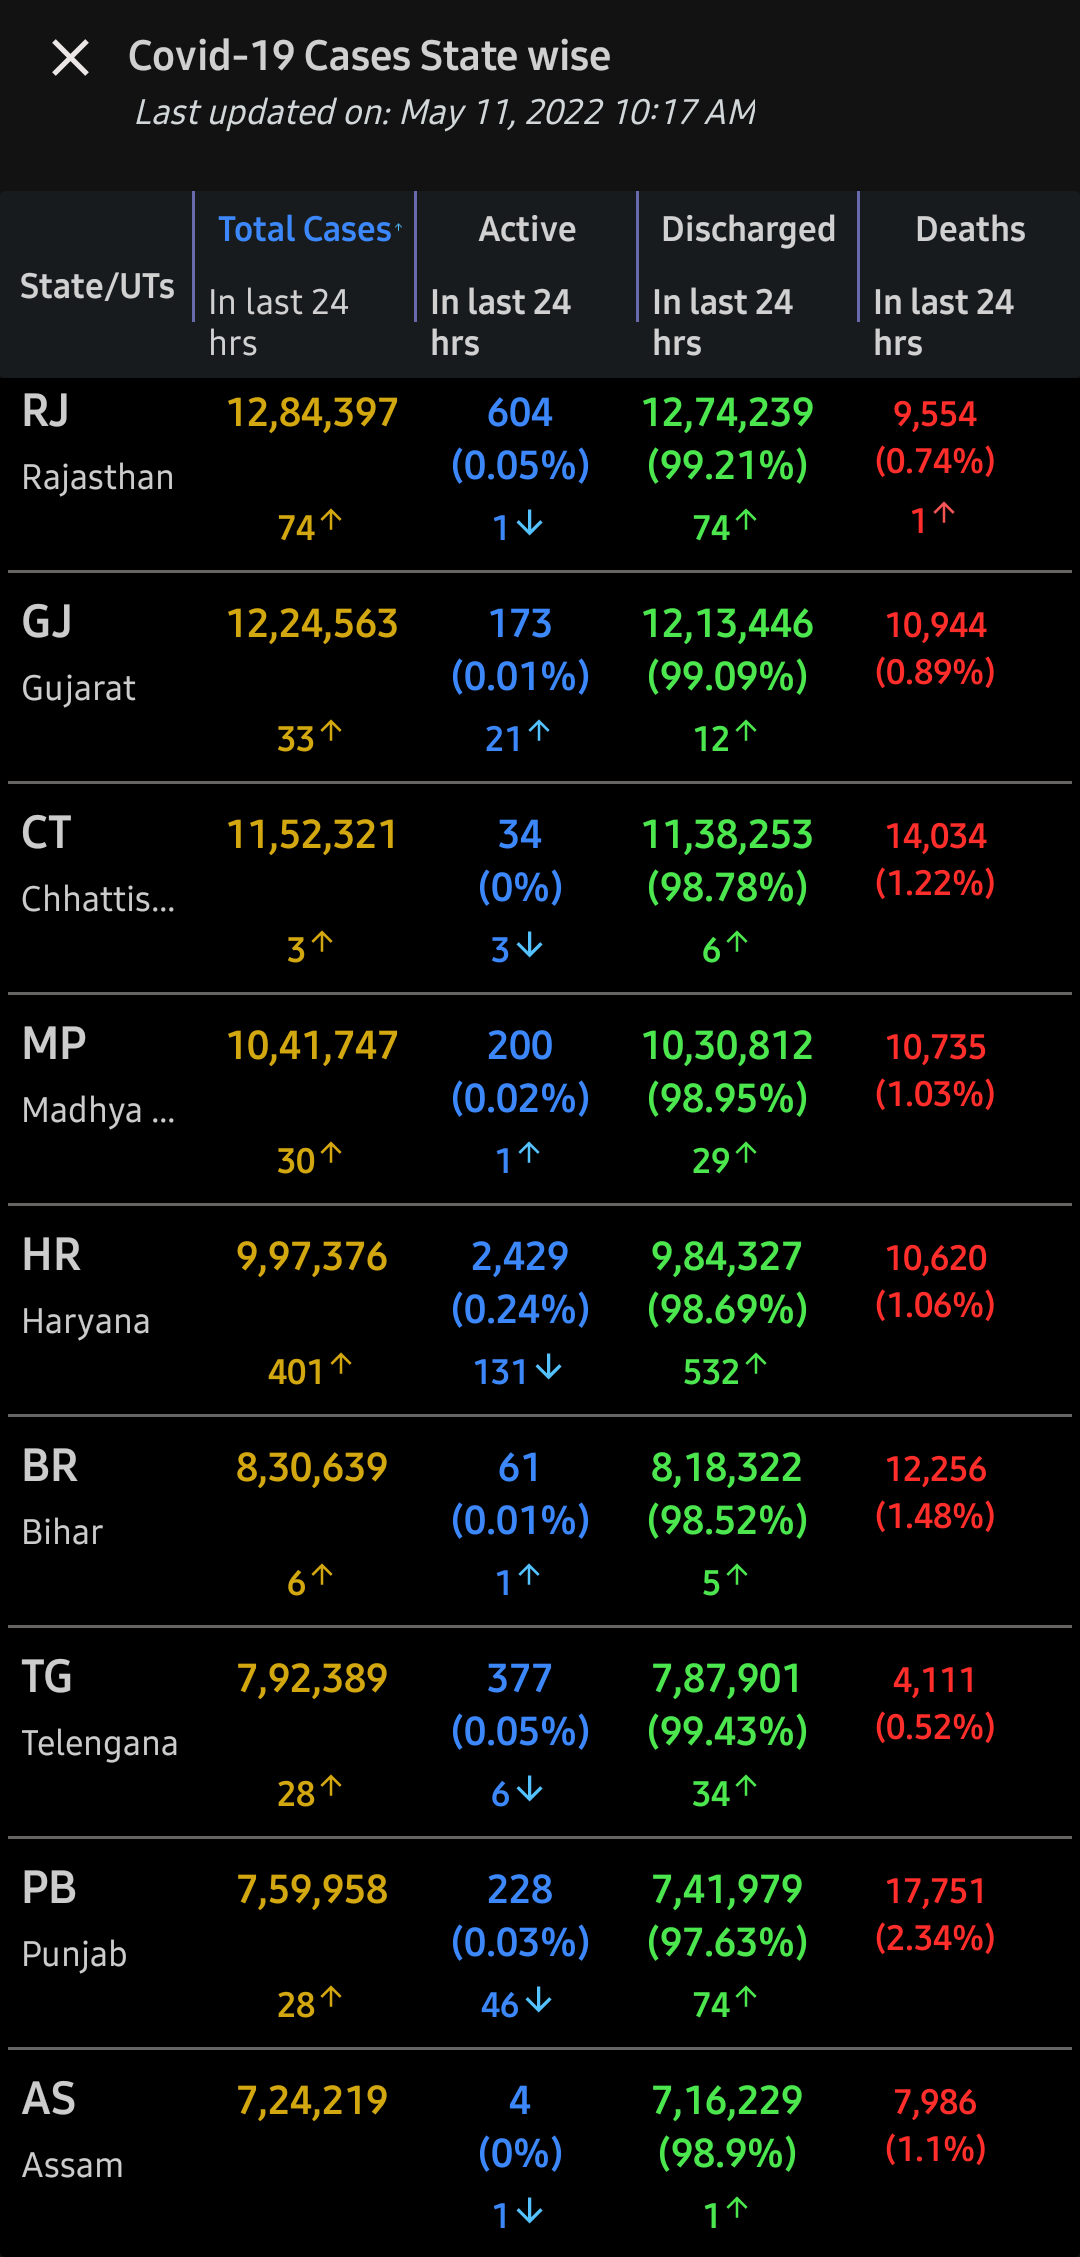 Covid-19 Cases State wise
Last updated on: May 11, 2022 10:17 AM
State/UTs
Total Cases↑ Active Discharged Deaths
In last 24 hrs In last 24 hrs In last 24 hrs In last 24 hrs
RJ 12,84,397 604 12,74,239 9,554
Rajasthan (0.05%) (99.21%) (0.74%)
74↑ 1↓ 74↑ 1↑
GJ 12,24,563 173 12,13,446 10,944
Gujarat (0.01%) (99.09%) (0.89%)
33↑ 21↑ 12↑
CT 11,52,321 34 11,38,253 14,034
Chhattis... (0%) (98.78%) (1.22%)
3↑ 3↓ 6↑
MP 10,41,747 200 10,30,812 10,735
Madhya ... (0.02%) (98.95%) (1.03%)
30↑ 1↑ 29↑
HR 9,97,376 2,429 9,84,327 10,620
Haryana (0.24%) (98.69%) (1.06%)
401↑ 131↓ 532↑
BR 8,30,639 61 8,18,322 12,256
Bihar (0.01%) (98.52%) (1.48%)
6↑ 1↑ 5↑
TG 7,92,389 377 7,87,901 4,111
Telengana (0.05%) (99.43%) (0.52%)
28↑ 6↓ 34↑
PB 7,59,958 228 7,41,979 17,751
Punjab (0.03%) (97.63%) (2.34%)
28↑ 46↓ 74↑
AS 7,24,219 4 7,16,229 7,986
Assam (0%) (98.9%) (1.1%)
1↓ 1↑